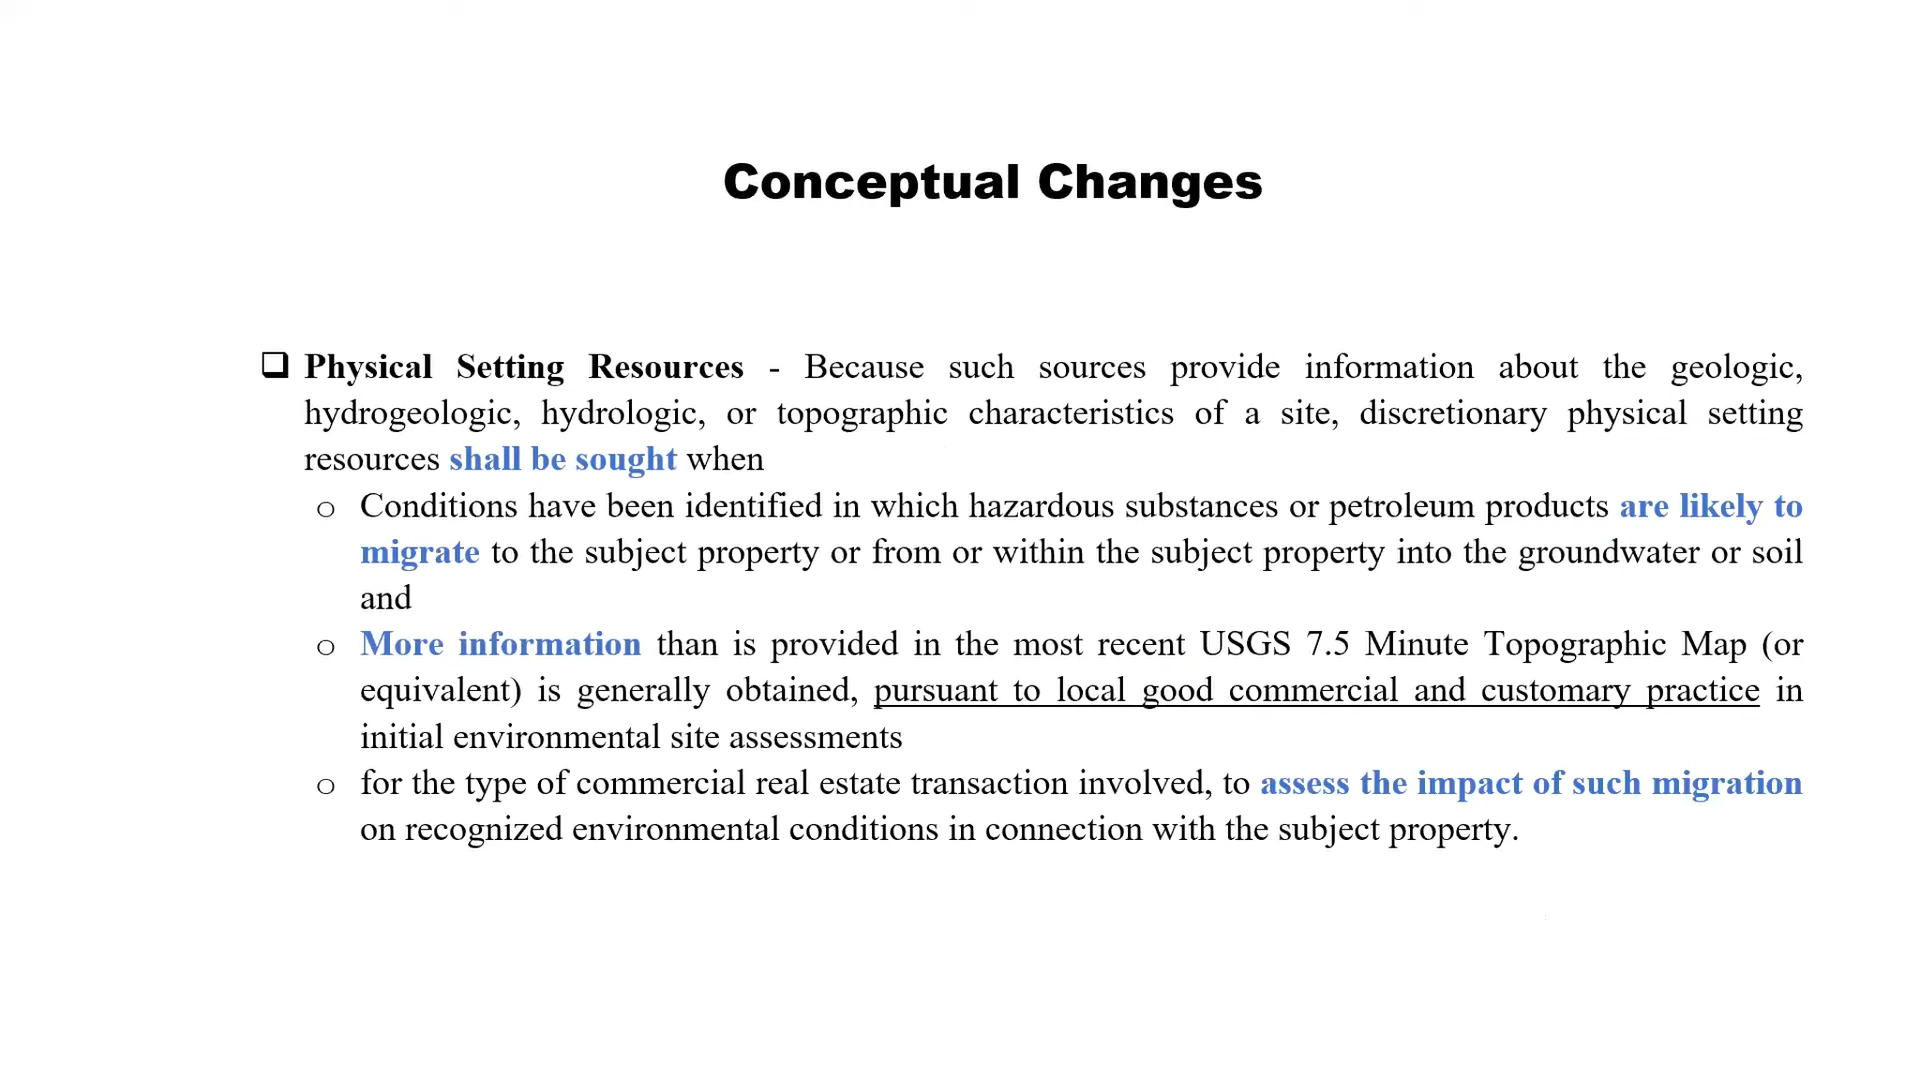 Conceptual Changes
❑ Physical Setting Resources - Because such sources provide information about the geologic,
hydrogeologic, hydrologic, or topographic characteristics of a site, discretionary physical setting
resources shall be sought when
o Conditions have been identified in which hazardous substances or petroleum products are likely to
migrate to the subject property or from or within the subject property into the groundwater or soil
and
o More information than is provided in the most recent USGS 7.5 Minute Topographic Map (or
equivalent) is generally obtained, pursuant to local good commercial and customary practice in
initial environmental site assessments
o for the type of commercial real estate transaction involved, to assess the impact of such migration
on recognized environmental conditions in connection with the subject property.